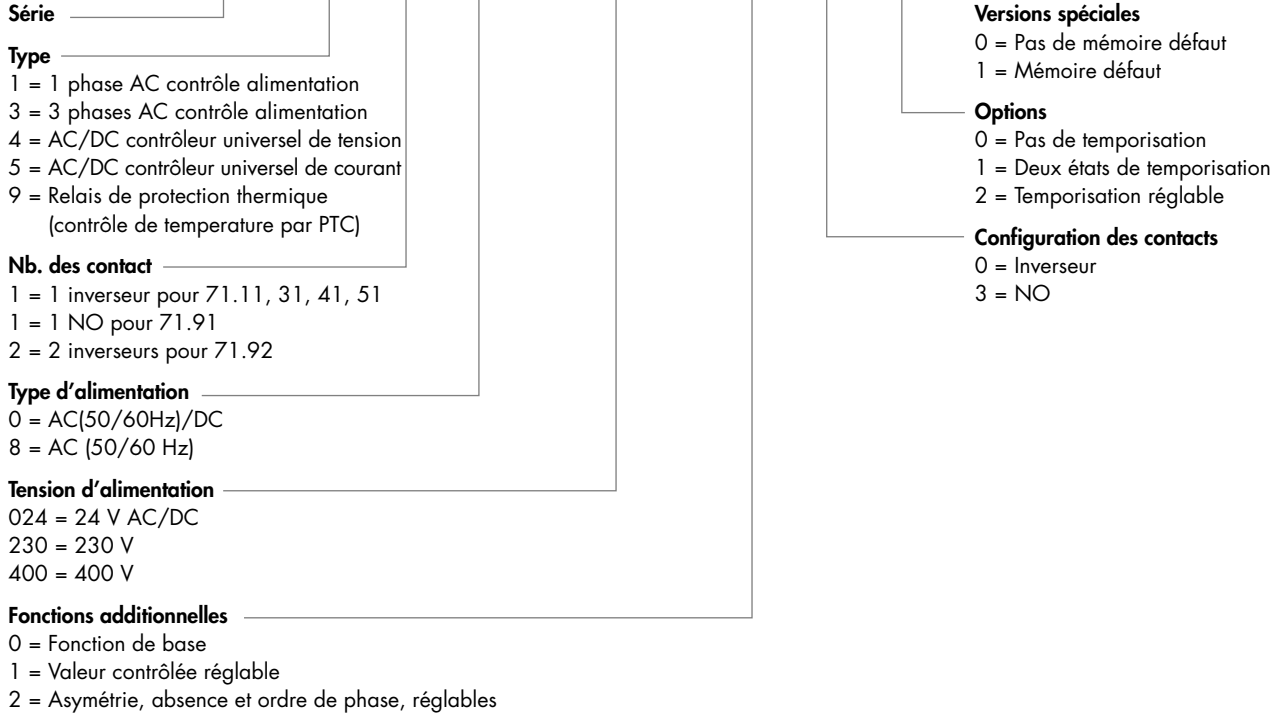 Série
Type
1 = 1 phase AC contrôle alimentation
3 = 3 phases AC contrôle alimentation
4 = AC/DC contrôleur universel de tension
5 = AC/DC contrôleur universel de courant
9 = Relais de protection thermique
(contrôle de temperature par PTC)
Nb. des contact
1 = 1 inverseur pour 71.11, 31, 41, 51
1 = 1 NO pour 71.91
2 = 2 inverseurs pour 71.92
Type d’alimentation
0 = AC(50/60Hz)/DC
8 = AC (50/60 Hz)
Tension d’alimentation
024 = 24 V AC/DC
230 = 230 V
400 = 400 V
Fonctions additionnelles
0 = Fonction de base
1 = Valeur contrôlée réglable
2 = Asymétrie, absence et ordre de phase, réglables
Versions spéciales
0 = Pas de mémoire défaut
1 = Mémoire défaut
Options
0 = Pas de temporisation
1 = Deux états de temporisation
2 = Temporisation réglable
Configuration des contacts
0 = Inverseur
3 = NO